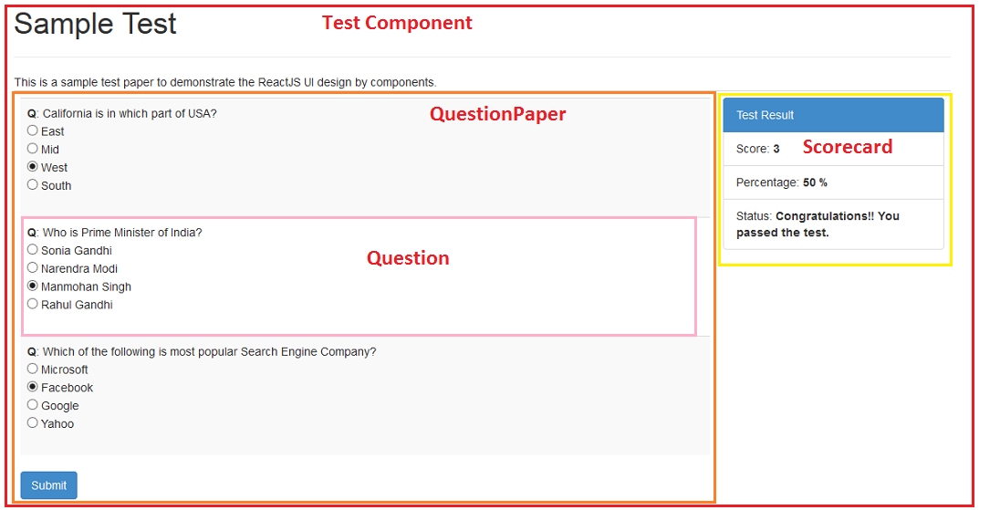 Sample Test
Test Component
This is a sample test paper to demonstrate the ReactJS UI design by components.
QuestionPaper
Q: California is in which part of USA?
East
Mid
West
South
Q: Who is Prime Minister of India?
Sonia Gandhi
Narendra Modi
Manmohan Singh
Rahul Gandhi
Question
Q: Which of the following is most popular Search Engine Company?
Microsoft
Facebook
Google
Yahoo
Submit
Test Result
Score: 3
Scorecard
Percentage: 50 %
Status: Congratulations!! You
passed the test.